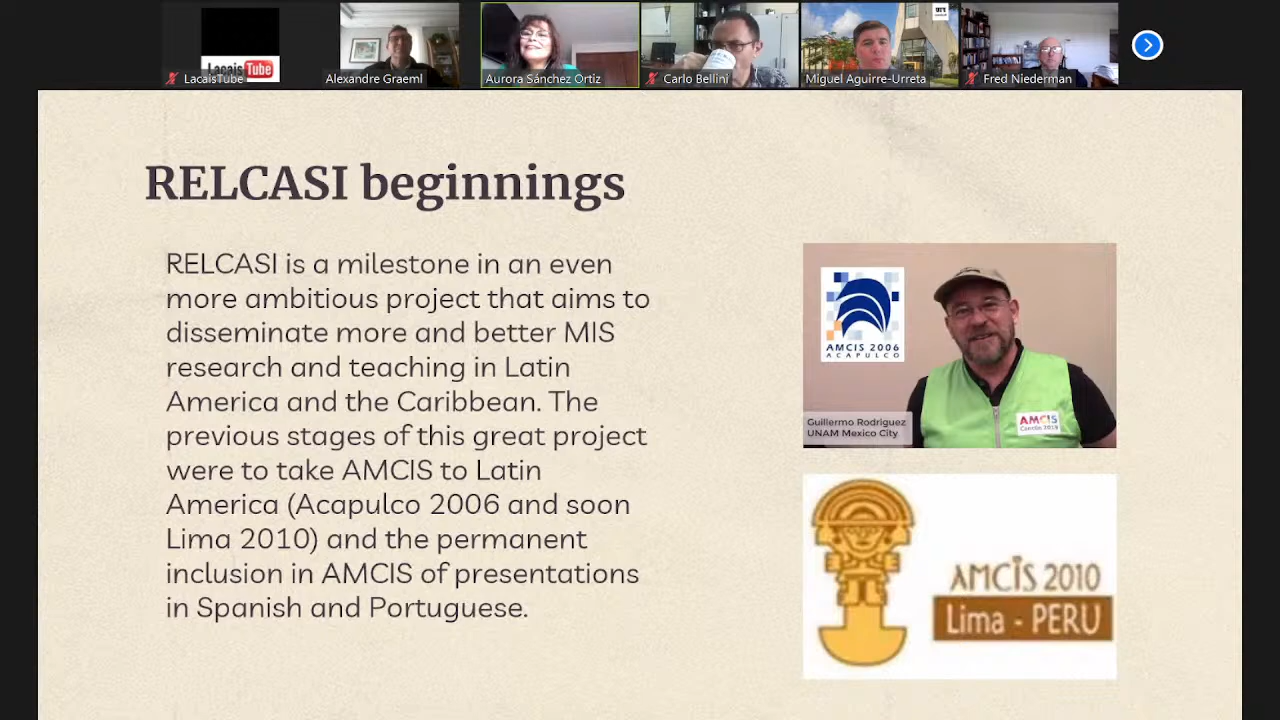 LacaisTube
LacaisTube
Alexandre Graeml
Aurora Sánchez Ortiz
Carlo Bellini
Miguel Aguirre-Urreta
Fred Niederman
RELCASI beginnings
RELCASI is a milestone in an even
more ambitious project that aims to
disseminate more and better MIS
research and teaching in Latin
America and the Caribbean. The
previous stages of this great project
were to take AMCIS to Latin
America (Acapulco 2006 and soon
Lima 2010) and the permanent
inclusion in AMCIS of presentations
in Spanish and Portuguese.
AMCIS 2006
ACAPULCO
Guillermo Rodriguez
UNAM Mexico City
AMCIS
Cancún 2019
AMCIS 2010
Lima - PERU